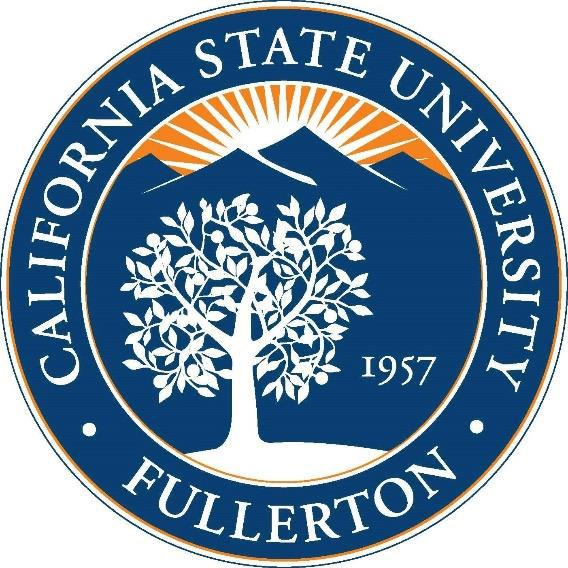 CALIFORNIA STATE UNIVERSITY
1957
· FULLERTON ·